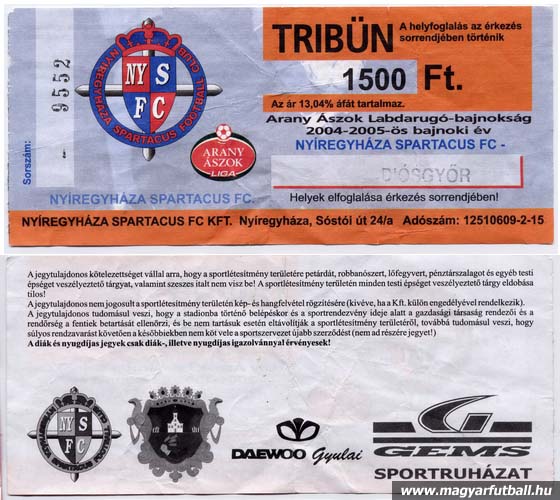 TRIBÜN
A helyfoglalás az érkezés
sorrendjében történik
1500 Ft.
Az ár 13,04% áfát tartalmaz.
Arany Ászok Labdarugó-bajnokság
2004-2005-ös bajnoki év
NYÍREGYHÁZA SPARTACUS FC -
DIÓSGYŐR
Helyek elfoglalása érkezés sorrendjében!
Sorszám:
9552
NYÍREGYHÁZA SPARTACUS FOOTBALL CLUB
NY S
F C
ARANY
ÁSZOK
LIGA
NYÍREGYHÁZA SPARTACUS FC.
NYÍREGYHÁZA SPARTACUS FC KFT. Nyíregyháza, Sóstói út 24/a Adószám: 12510609-2-15
A jegytulajdonos kötelezettséget vállal arra, hogy a sportlétesítmény területére petárdát, robbanószert, lőfegyvert, pénztárszalagot és egyéb testi
épséget veszélyeztető tárgyat, valamint szeszes italt nem visz be! A sportlétesítmény területén minden testi épséget veszélyeztető tárgy eldobása
tilos!
A jegytulajdonos nem jogosult a sportlétesítmény területén kép- és hangfelvétel rögzítésére (kivéve, ha a Kft. külön engedélyével rendelkezik).
A jegytulajdonos tudomásul veszi, hogy a stadionba történő belépéskor és a sportrendezvény ideje alatt a gazdasági társaság rendezői és a
rendőrség a fentiek betartását ellenőrzi, és be nem tartásuk esetén eltávolítják a sportlétesítmény területéről, továbbá tudomásul veszi, hogy
súlyos rendzavarást követően a későbbiekben nem köt vele a sportszervezet újabb szerződést (nem ad részére jegyet!)
A diák és nyugdíjas jegyek csak diák-, illetve nyugdíjas igazolvánnyal érvényesek!
NY S
F C
DAEWOO Gyulai
GEMS
SPORTRUHÁZAT
www.magyarfutball.hu